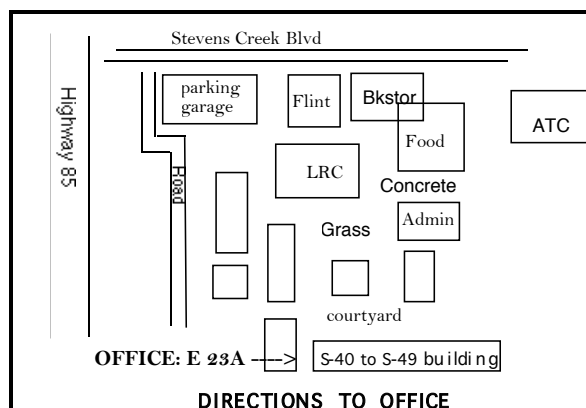 Stevens Creek Blvd
parking
garage
Flint
Bkstor
ATC
Food
Highway 85
Road
LRC
Concrete
Admin
Grass
courtyard
OFFICE: E 23A ---->
S-40 to S-49 building
DIRECTIONS TO OFFICE